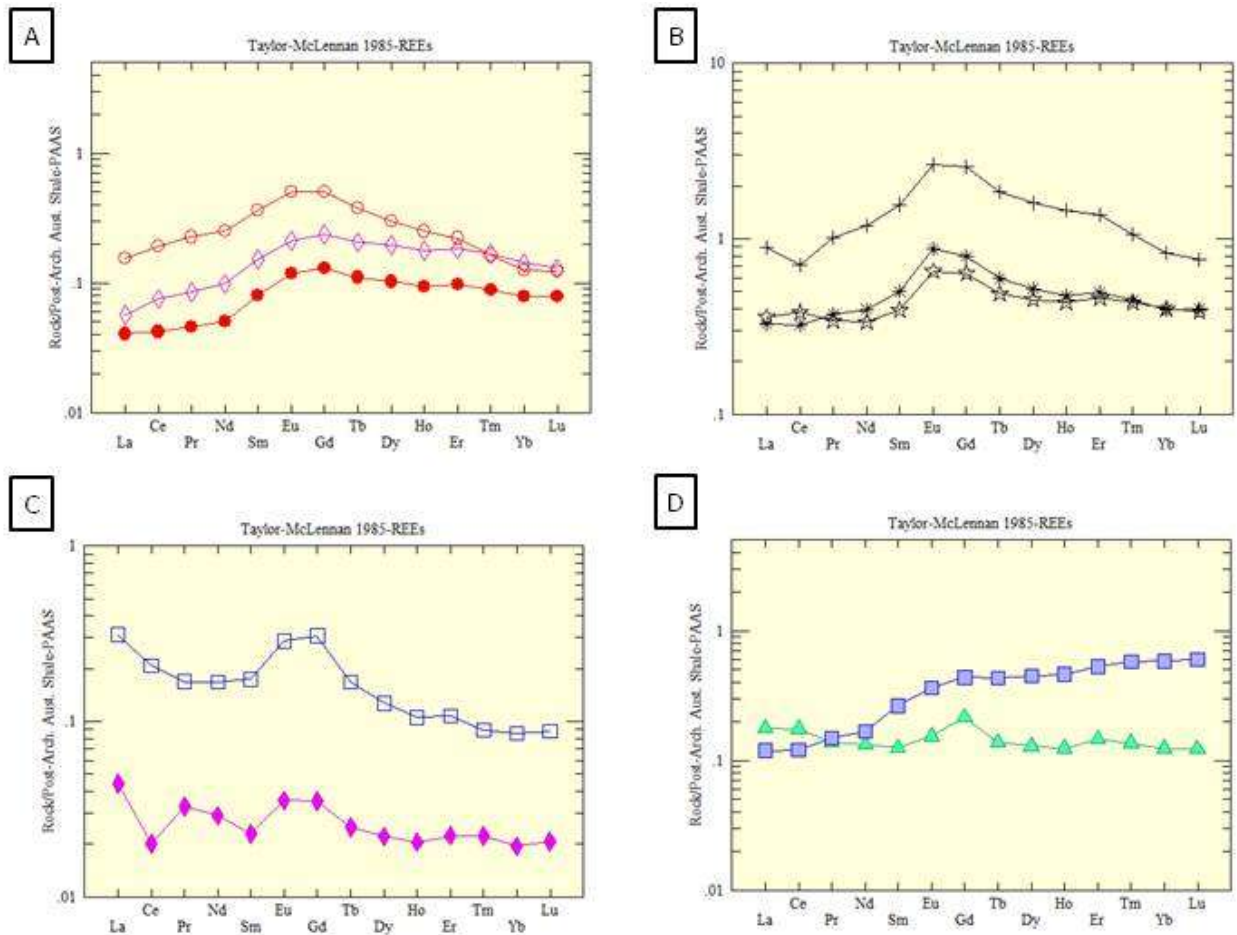 A
Taylor-McLennan 1985-REEs
Rock/Post-Arch. Aust. Shale-PAAS
1
.1
.01
La Ce Pr Nd Sm Eu Gd Tb Dy Ho Er Tm Yb Lu
B
Taylor-McLennan 1985-REEs
Rock/Post-Arch. Aust. Shale-PAAS
10
1
.1
La Ce Pr Nd Sm Eu Gd Tb Dy Ho Er Tm Yb Lu
C
Taylor-McLennan 1985-REEs
Rock/Post-Arch. Aust. Shale-PAAS
1
.1
.01
La Ce Pr Nd Sm Eu Gd Tb Dy Ho Er Tm Yb Lu
D
Taylor-McLennan 1985-REEs
Rock/Post-Arch. Aust. Shale-PAAS
1
.1
.01
La Ce Pr Nd Sm Eu Gd Tb Dy Ho Er Tm Yb Lu